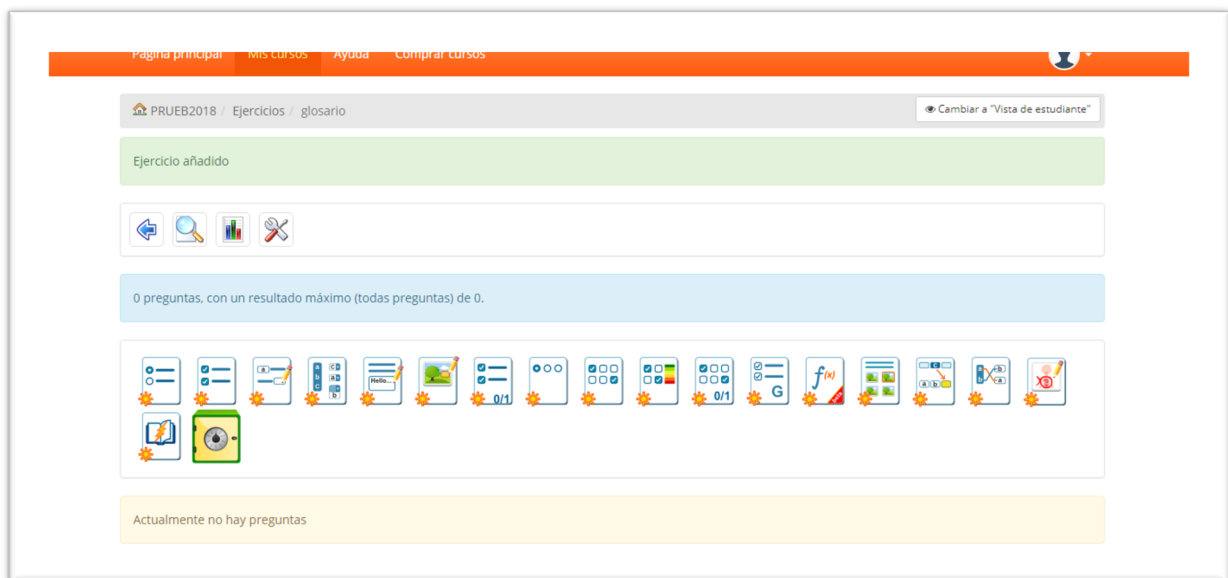 Página principal Mis cursos Ayuda Comprar cursos
PRUEB2018 / Ejercicios / glosario
Cambiar a "Vista de estudiante"
Ejercicio añadido
0 preguntas, con un resultado máximo (todas preguntas) de 0.
Hello...
0/1
0/1
G
f(x)
Actualmente no hay preguntas